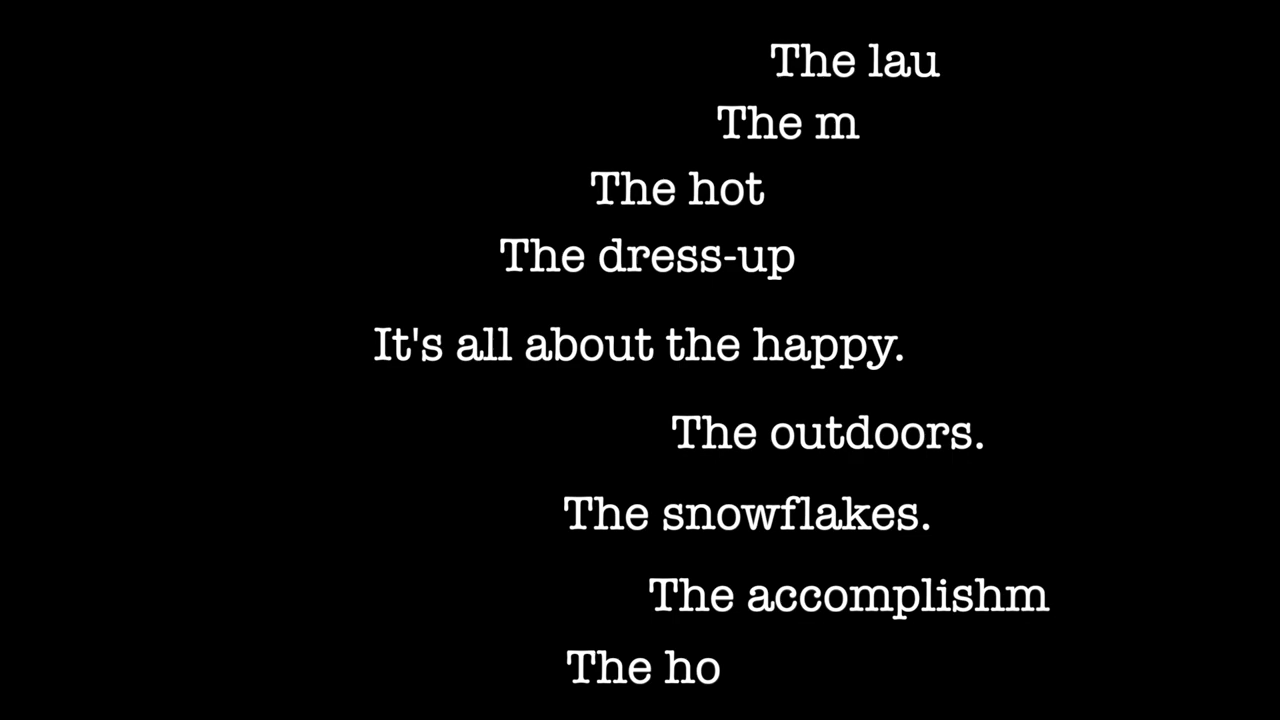 The lau
The m
The hot
The dress-up
It's all about the happy.
The outdoors.
The snowflakes.
The accomplishm
The ho